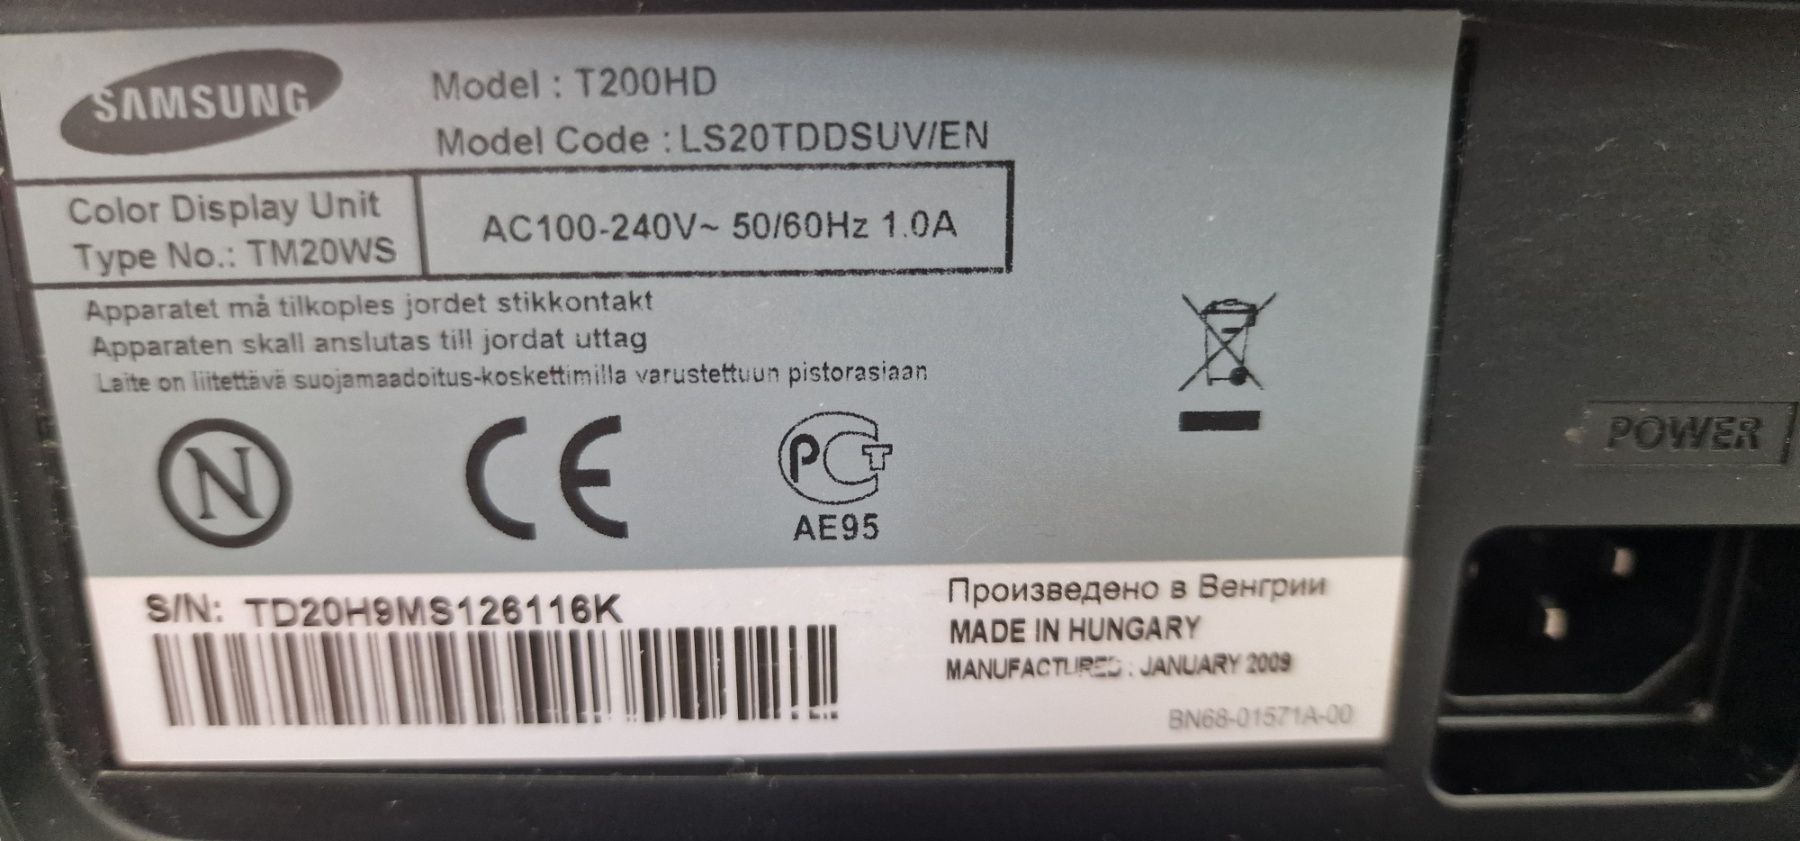 SAMSUNG
Model : T200HD
Model Code : LS20TDDSUV/EN
Color Display Unit
Type No.: TM20WS
AC100-240V~ 50/60Hz 1.0A
Apparatet må tilkoples jordet stikkontakt
Apparaten skall anslutas till jordat uttag
Laite on liitettävä suojamaadoitus-koskettimilla varustettuun pistorasiaan
N
CE
PCT
AE95
POWER
S/N: TD20H9MS126116K
Произведено в Венгрии
MADE IN HUNGARY
MANUFACTURED : JANUARY 2009
BN68-01571A-00